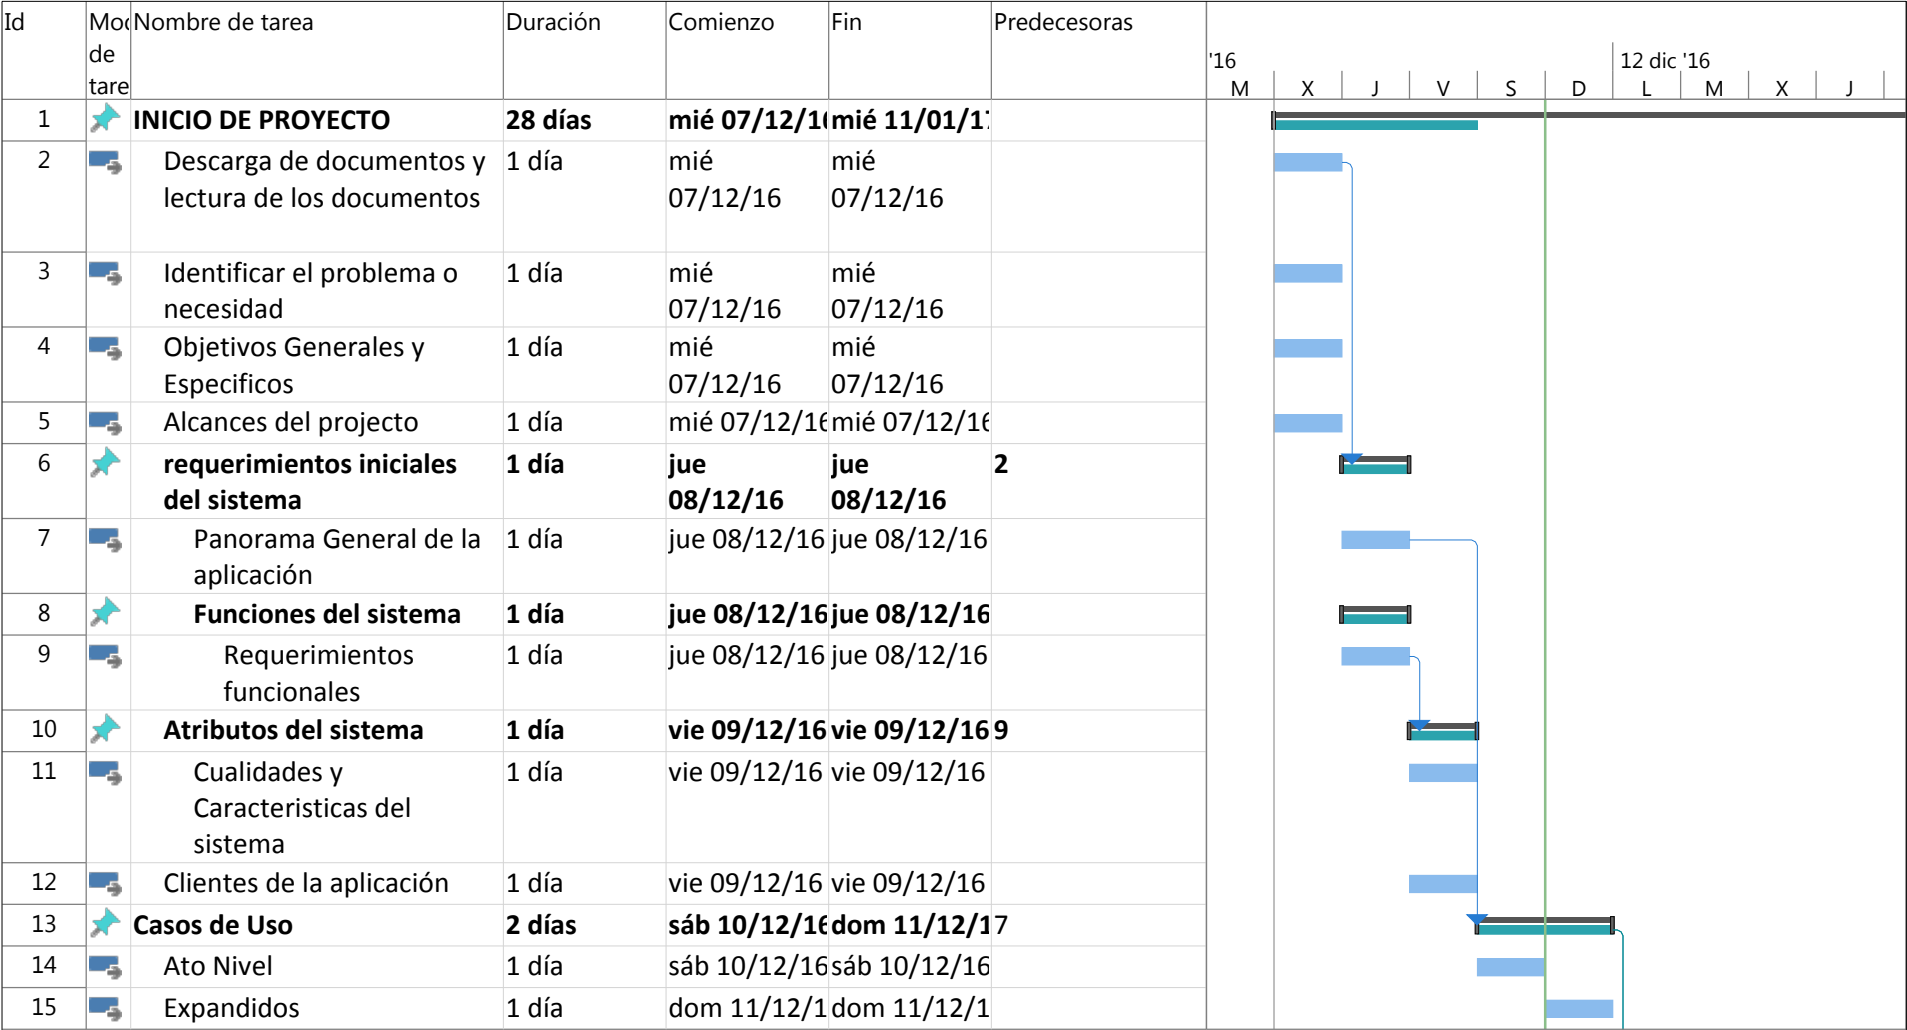 Id Mod Nombre de tarea Duración Comienzo Fin Predecesoras
de
tare
'16 12 dic '16
M X J V S D L M X J
1 INICIO DE PROYECTO 28 días mié 07/12/16 mié 11/01/17
2 Descarga de documentos y 1 día mié mié
lectura de los documentos 07/12/16 07/12/16
3 Identificar el problema o 1 día mié mié
necesidad 07/12/16 07/12/16
4 Objetivos Generales y 1 día mié mié
Especificos 07/12/16 07/12/16
5 Alcances del projecto 1 día mié 07/12/16 mié 07/12/16
6 requerimientos iniciales 1 día jue jue 2
del sistema 08/12/16 08/12/16
7 Panorama General de la 1 día jue 08/12/16 jue 08/12/16
aplicación
8 Funciones del sistema 1 día jue 08/12/16 jue 08/12/16
9 Requerimientos 1 día jue 08/12/16 jue 08/12/16
funcionales
10 Atributos del sistema 1 día vie 09/12/16 vie 09/12/16 9
11 Cualidades y 1 día vie 09/12/16 vie 09/12/16
Caracteristicas del
sistema
12 Clientes de la aplicación 1 día vie 09/12/16 vie 09/12/16
13 Casos de Uso 2 días sáb 10/12/16 dom 11/12/1 7
14 Ato Nivel 1 día sáb 10/12/16 sáb 10/12/16
15 Expandidos 1 día dom 11/12/1 dom 11/12/1